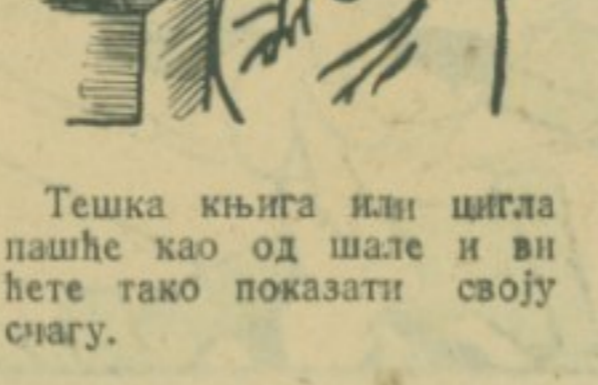 Тешка књига или цигла
пашће као од шале и ви
ћете тако показати своју
снагу.